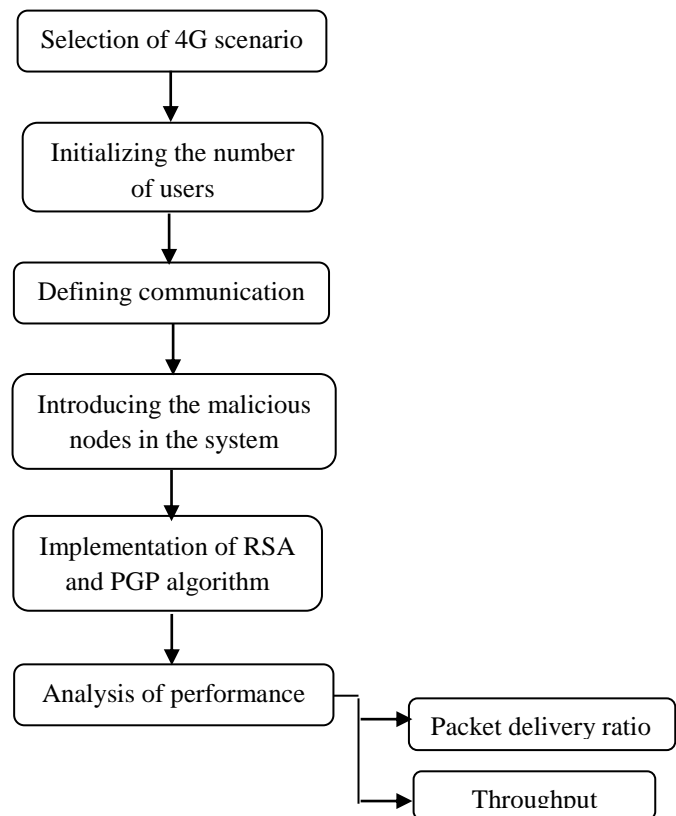 Selection of 4G scenario
Initializing the number
of users
Defining communication
Introducing the malicious
nodes in the system
Implementation of RSA
and PGP algorithm
Analysis of performance
Packet delivery ratio
Throughput